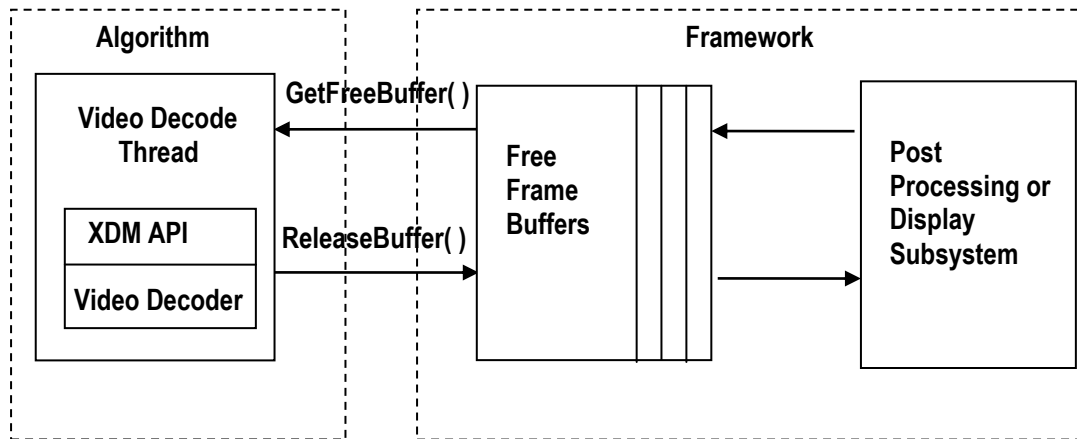 Algorithm
Framework
GetFreeBuffer( )
Video Decode
Thread
XDM API
Video Decoder
ReleaseBuffer( )
Free
Frame
Buffers
Post
Processing or
Display
Subsystem